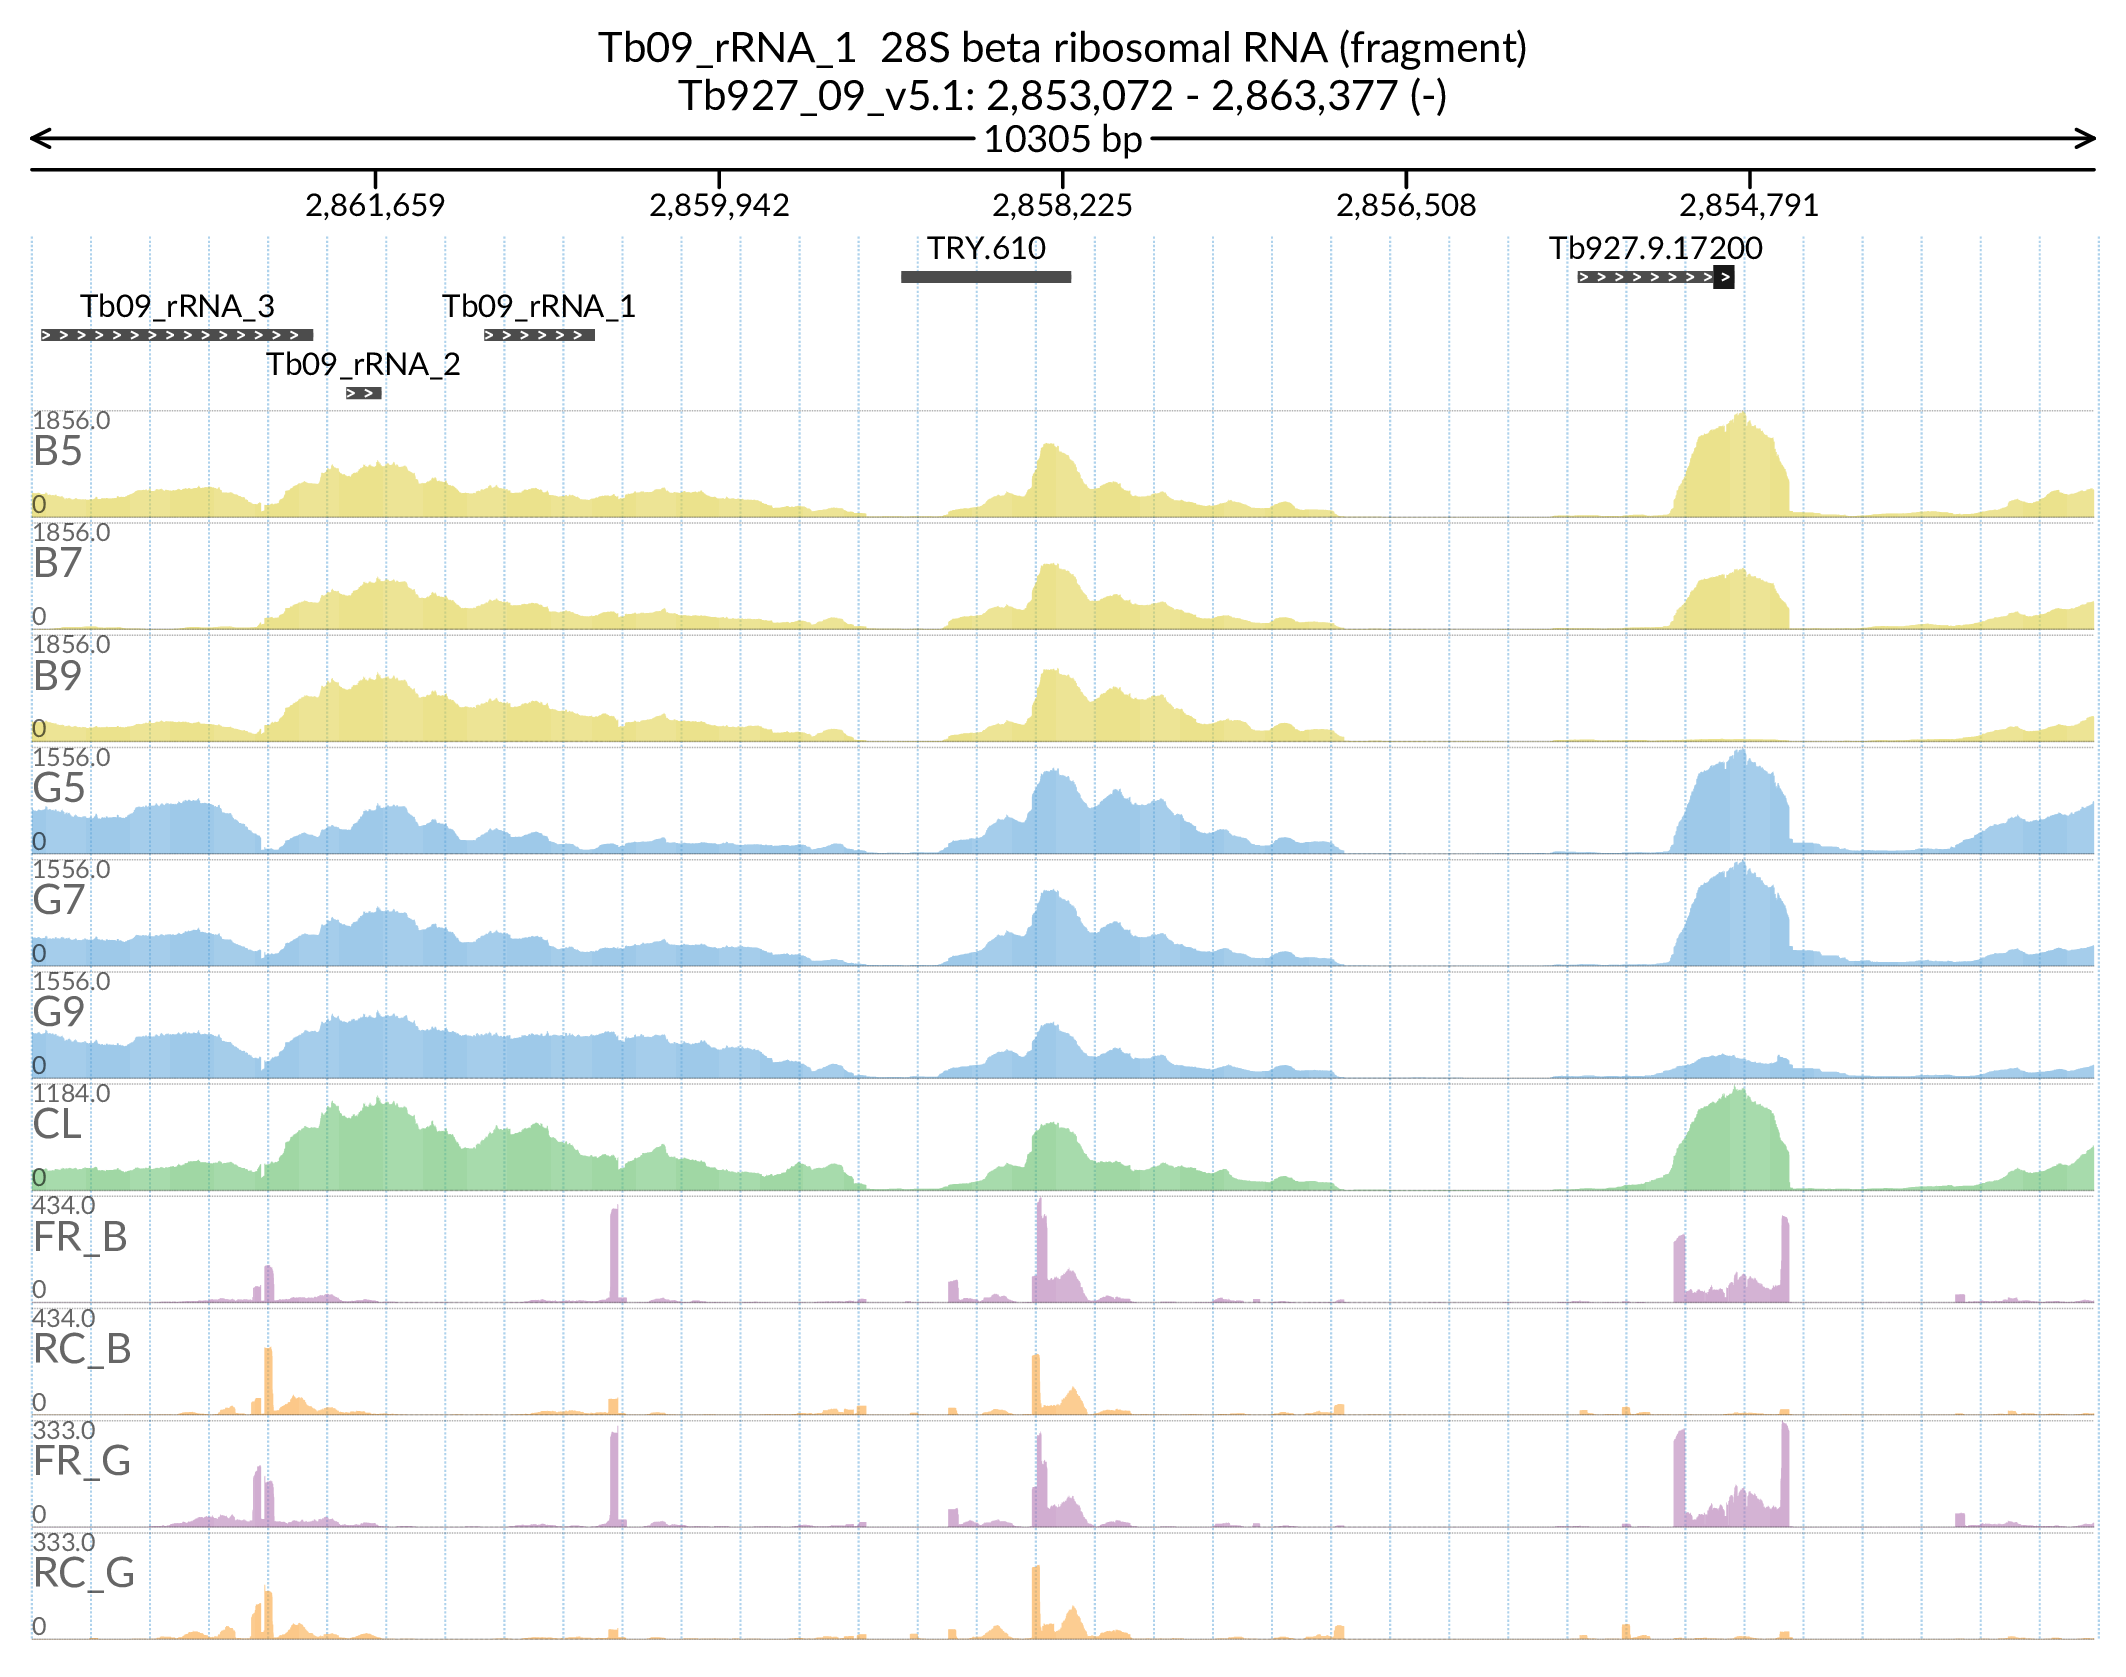 Tb09_rRNA_1  28S beta ribosomal RNA (fragment)
Tb927_09_v5.1: 2,853,072 - 2,863,377 (-)
10305 bp
2,861,659 2,859,942 2,858,225 2,856,508 2,854,791
TRY.610 Tb927.9.17200
Tb09_rRNA_3 Tb09_rRNA_1
Tb09_rRNA_2
1856.0
B5
0
1856.0
B7
0
1856.0
B9
0
1556.0
G5
0
1556.0
G7
0
1556.0
G9
0
1184.0
CL
0
434.0
FR_B
0
434.0
RC_B
0
333.0
FR_G
0
333.0
RC_G
0